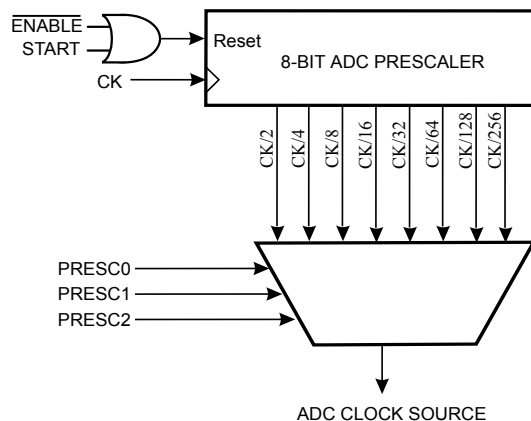 ENABLE
START
Reset
CK
8-BIT ADC PRESCALER
CK/2
CK/4
CK/8
CK/16
CK/32
CK/64
CK/128
CK/256
PRESC0
PRESC1
PRESC2
ADC CLOCK SOURCE